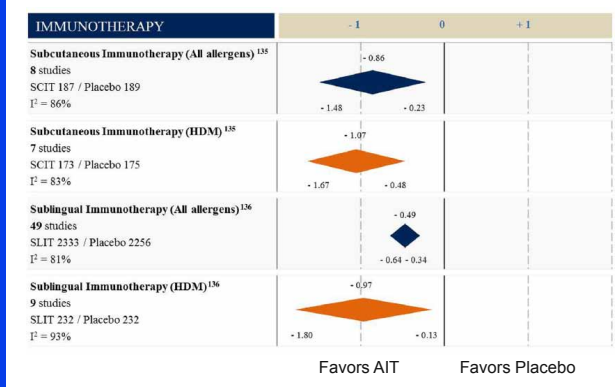 IMMUNOTHERAPY
- 1 0 + 1
Subcutaneous Immunotherapy (All allergens) 135
8 studies
SCIT 187 / Placebo 189
I² = 86%
- 0.86
- 1.48 - 0.23
Subcutaneous Immunotherapy (HDM) 135
7 studies
SCIT 173 / Placebo 175
I² = 83%
- 1.07
- 1.67 - 0.48
Sublingual Immunotherapy (All allergens) 136
49 studies
SLIT 2333 / Placebo 2256
I² = 81%
- 0.49
- 0.64 - 0.34
Sublingual Immunotherapy (HDM) 136
9 studies
SLIT 232 / Placebo 232
I² = 93%
- 0.97
- 1.80 - 0.13
Favors AIT Favors Placebo